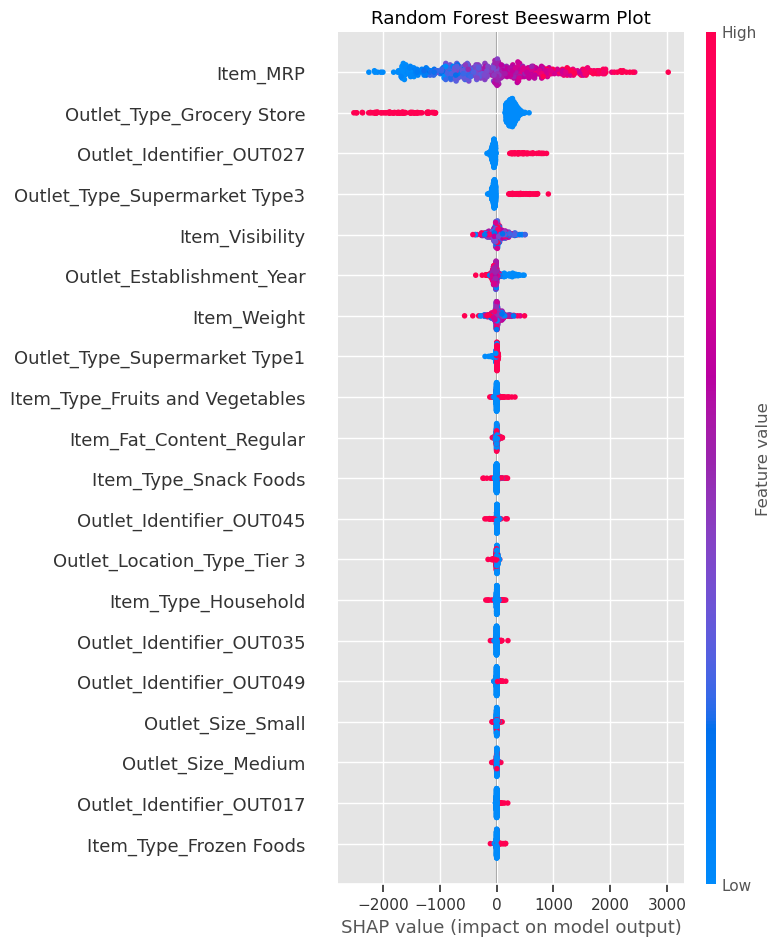 Random Forest Beeswarm Plot
High
Item_MRP
Outlet_Type_Grocery Store
Outlet_Identifier_OUT027
Outlet_Type_Supermarket Type3
Item_Visibility
Outlet_Establishment_Year
Item_Weight
Outlet_Type_Supermarket Type1
Item_Type_Fruits and Vegetables
Item_Fat_Content_Regular
Item_Type_Snack Foods
Outlet_Identifier_OUT045
Outlet_Location_Type_Tier 3
Item_Type_Household
Outlet_Identifier_OUT035
Outlet_Identifier_OUT049
Outlet_Size_Small
Outlet_Size_Medium
Outlet_Identifier_OUT017
Item_Type_Frozen Foods
Feature value
Low
−2000 −1000 0 1000 2000 3000
SHAP value (impact on model output)